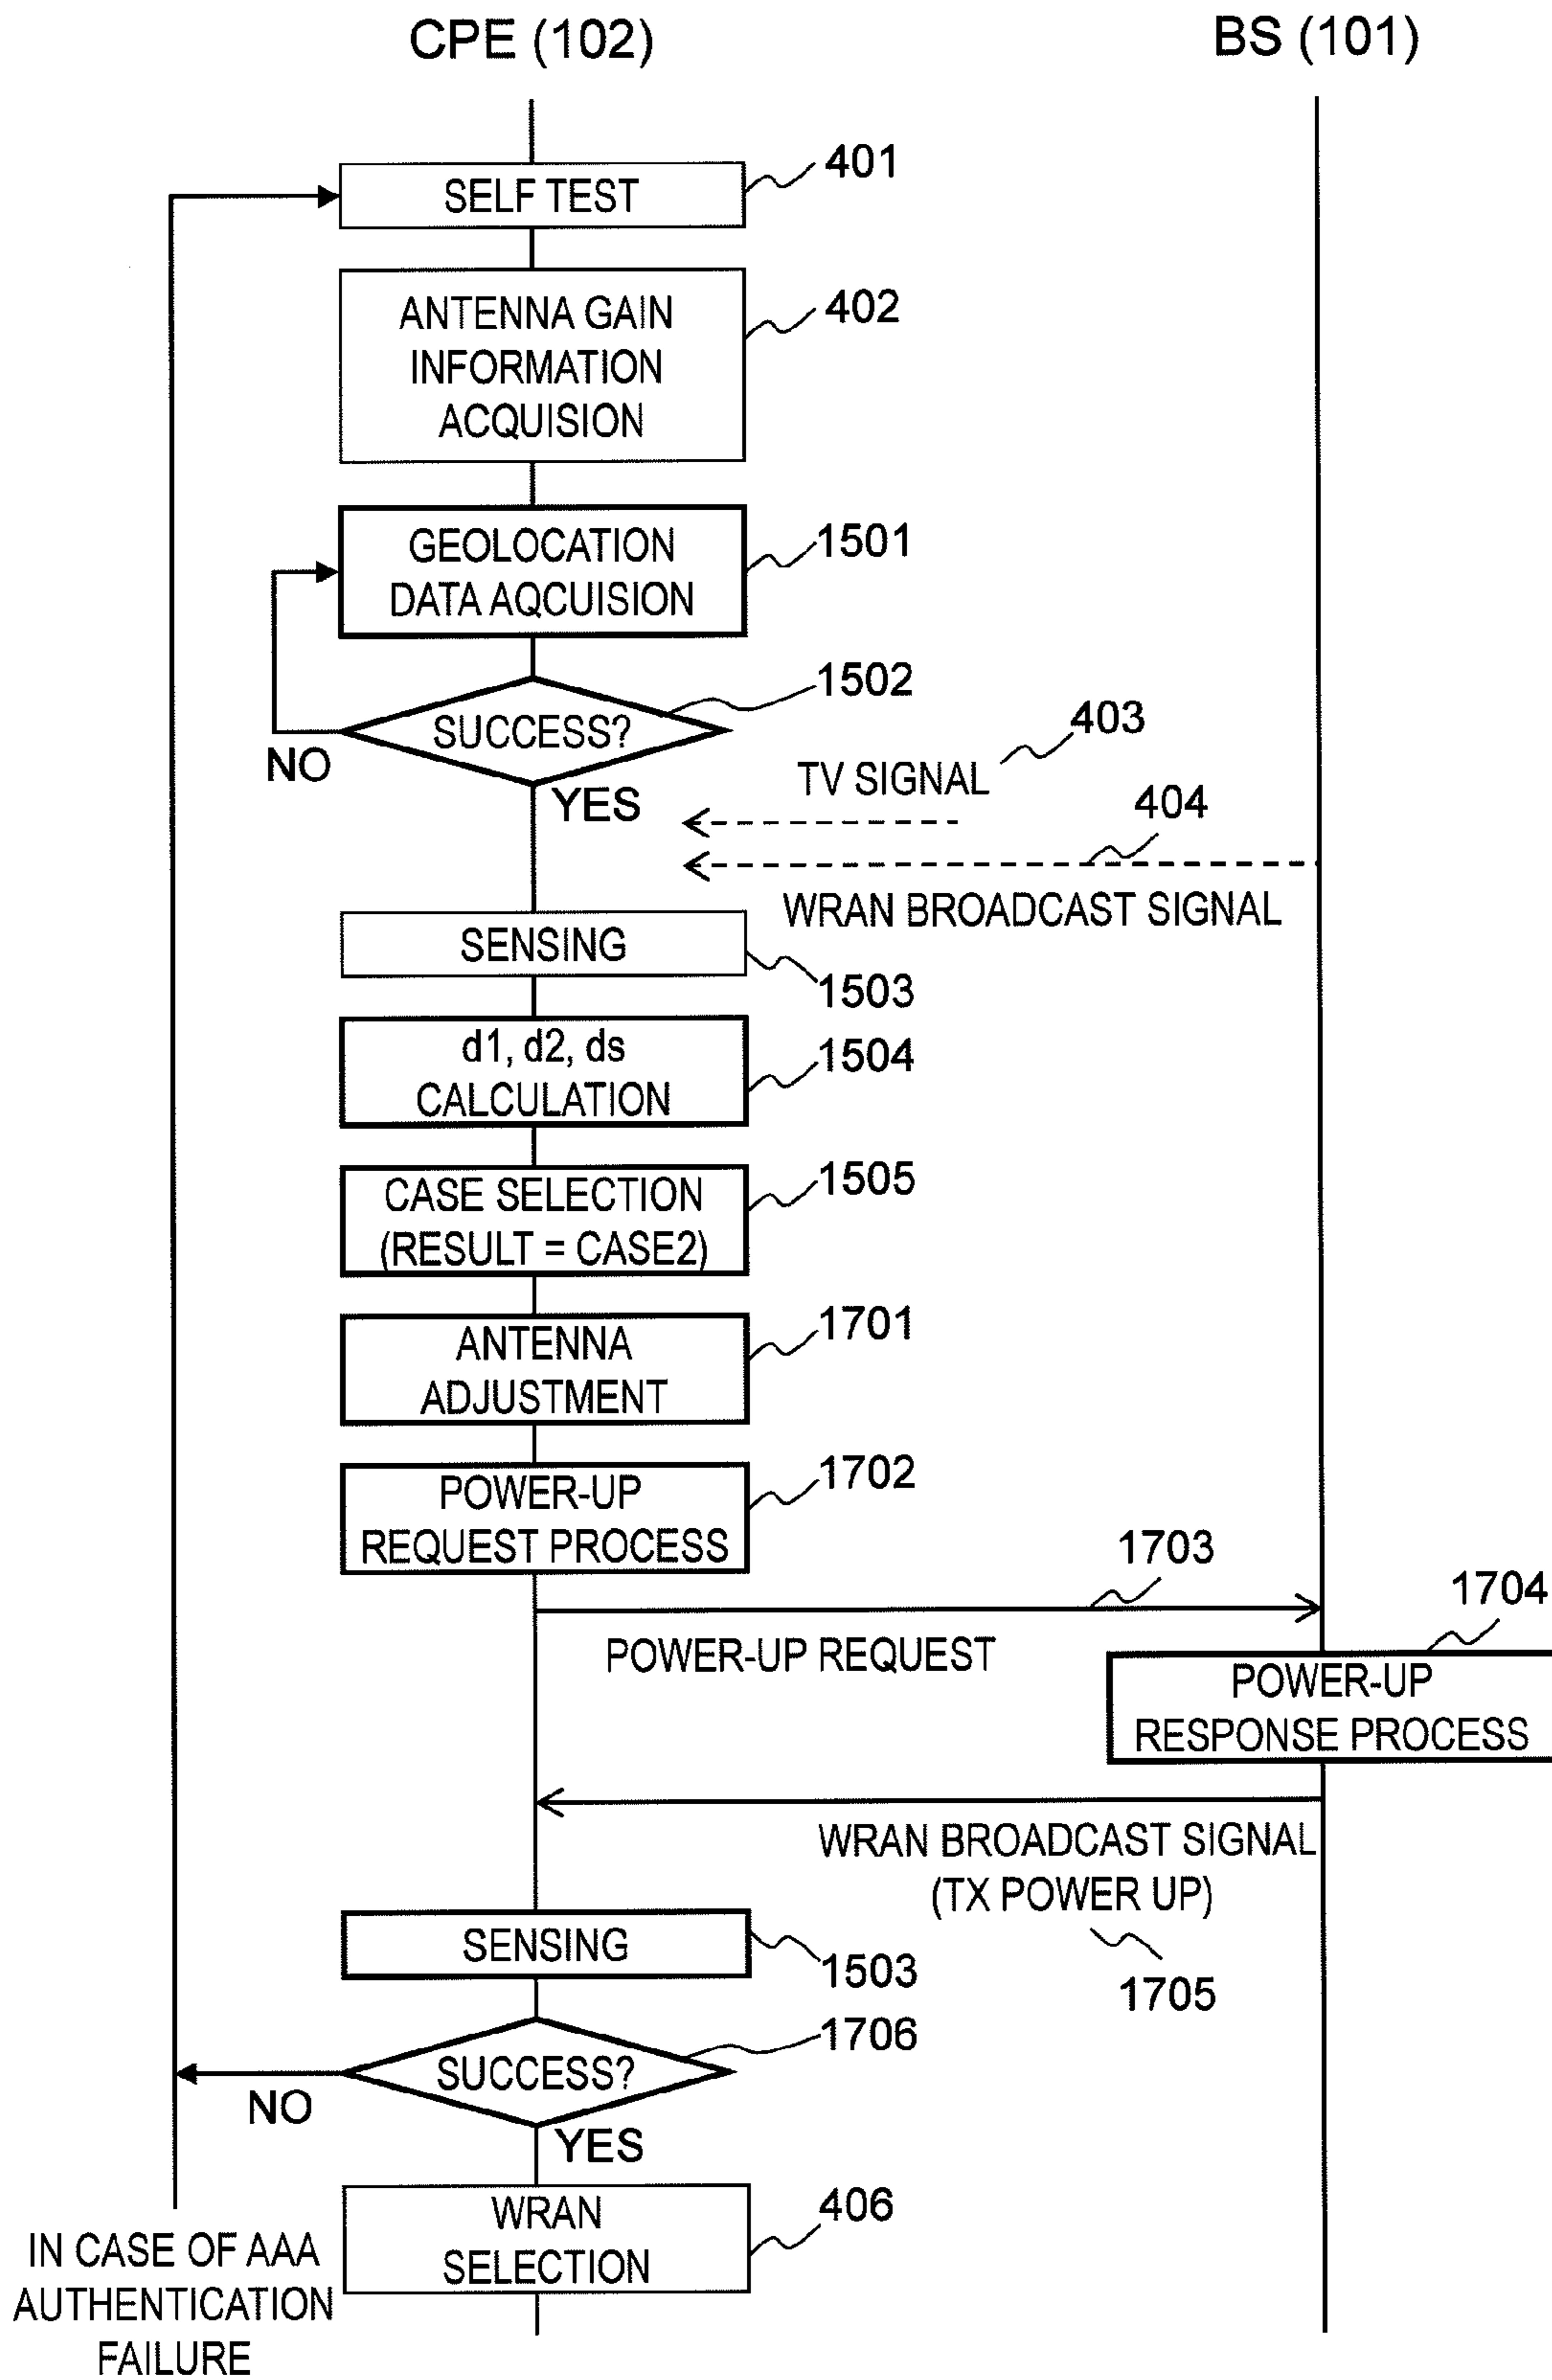 CPE (102)
BS (101)
401
SELF TEST
402
ANTENNA GAIN
INFORMATION
ACQUISION
1501
GEOLOCATION
DATA AQCUISION
1502
SUCCESS?
NO
YES
403
TV SIGNAL
404
WRAN BROADCAST SIGNAL
SENSING
1503
d1, d2, ds
CALCULATION
1504
CASE SELECTION
(RESULT = CASE2)
1505
ANTENNA
ADJUSTMENT
1701
POWER-UP
REQUEST PROCESS
1702
1703
POWER-UP REQUEST
1704
POWER-UP
RESPONSE PROCESS
WRAN BROADCAST SIGNAL
(TX POWER UP)
1705
SENSING
1503
1706
SUCCESS?
NO
YES
WRAN
SELECTION
406
IN CASE OF AAA
AUTHENTICATION
FAILURE